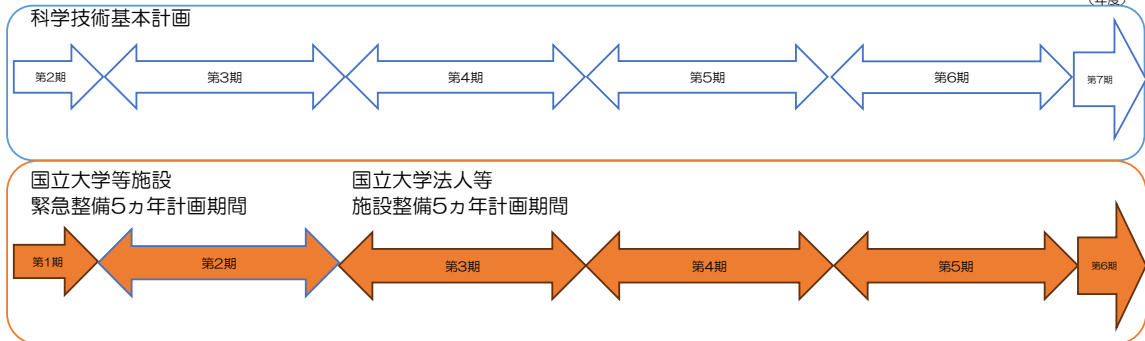 (年度)
科学技術基本計画
第2期 第3期 第4期 第5期 第6期 第7期
国立大学等施設
緊急整備5ヵ年計画期間
国立大学法人等
施設整備5ヵ年計画期間
第1期 第2期 第3期 第4期 第5期 第6期